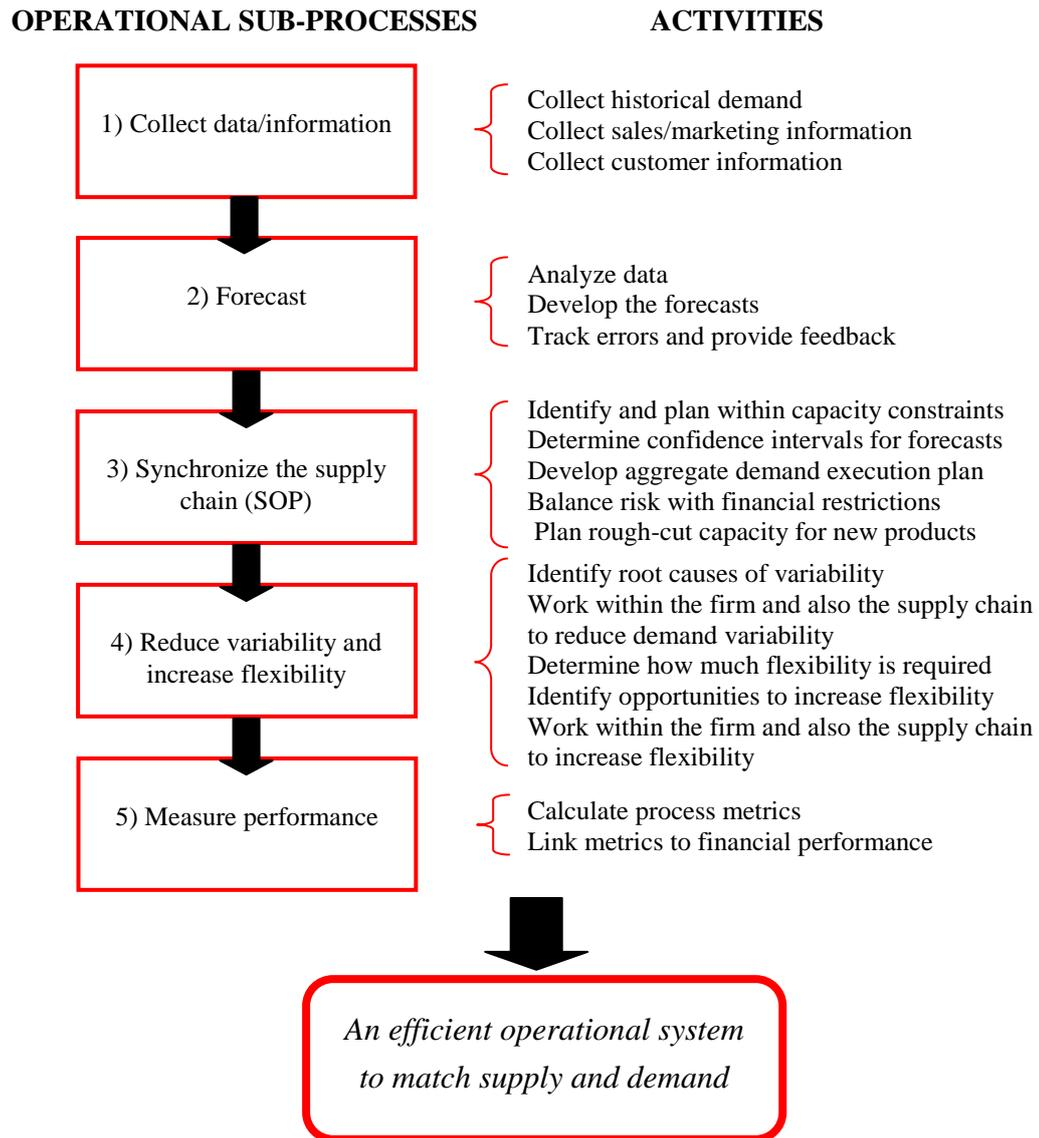 OPERATIONAL SUB-PROCESSES
ACTIVITIES
1) Collect data/information
Collect historical demand
Collect sales/marketing information
Collect customer information
2) Forecast
Analyze data
Develop the forecasts
Track errors and provide feedback
3) Synchronize the supply
chain (SOP)
Identify and plan within capacity constraints
Determine confidence intervals for forecasts
Develop aggregate demand execution plan
Balance risk with financial restrictions
Plan rough-cut capacity for new products
4) Reduce variability and
increase flexibility
Identify root causes of variability
Work within the firm and also the supply chain
to reduce demand variability
Determine how much flexibility is required
Identify opportunities to increase flexibility
Work within the firm and also the supply chain
to increase flexibility
5) Measure performance
Calculate process metrics
Link metrics to financial performance
An efficient operational system
to match supply and demand